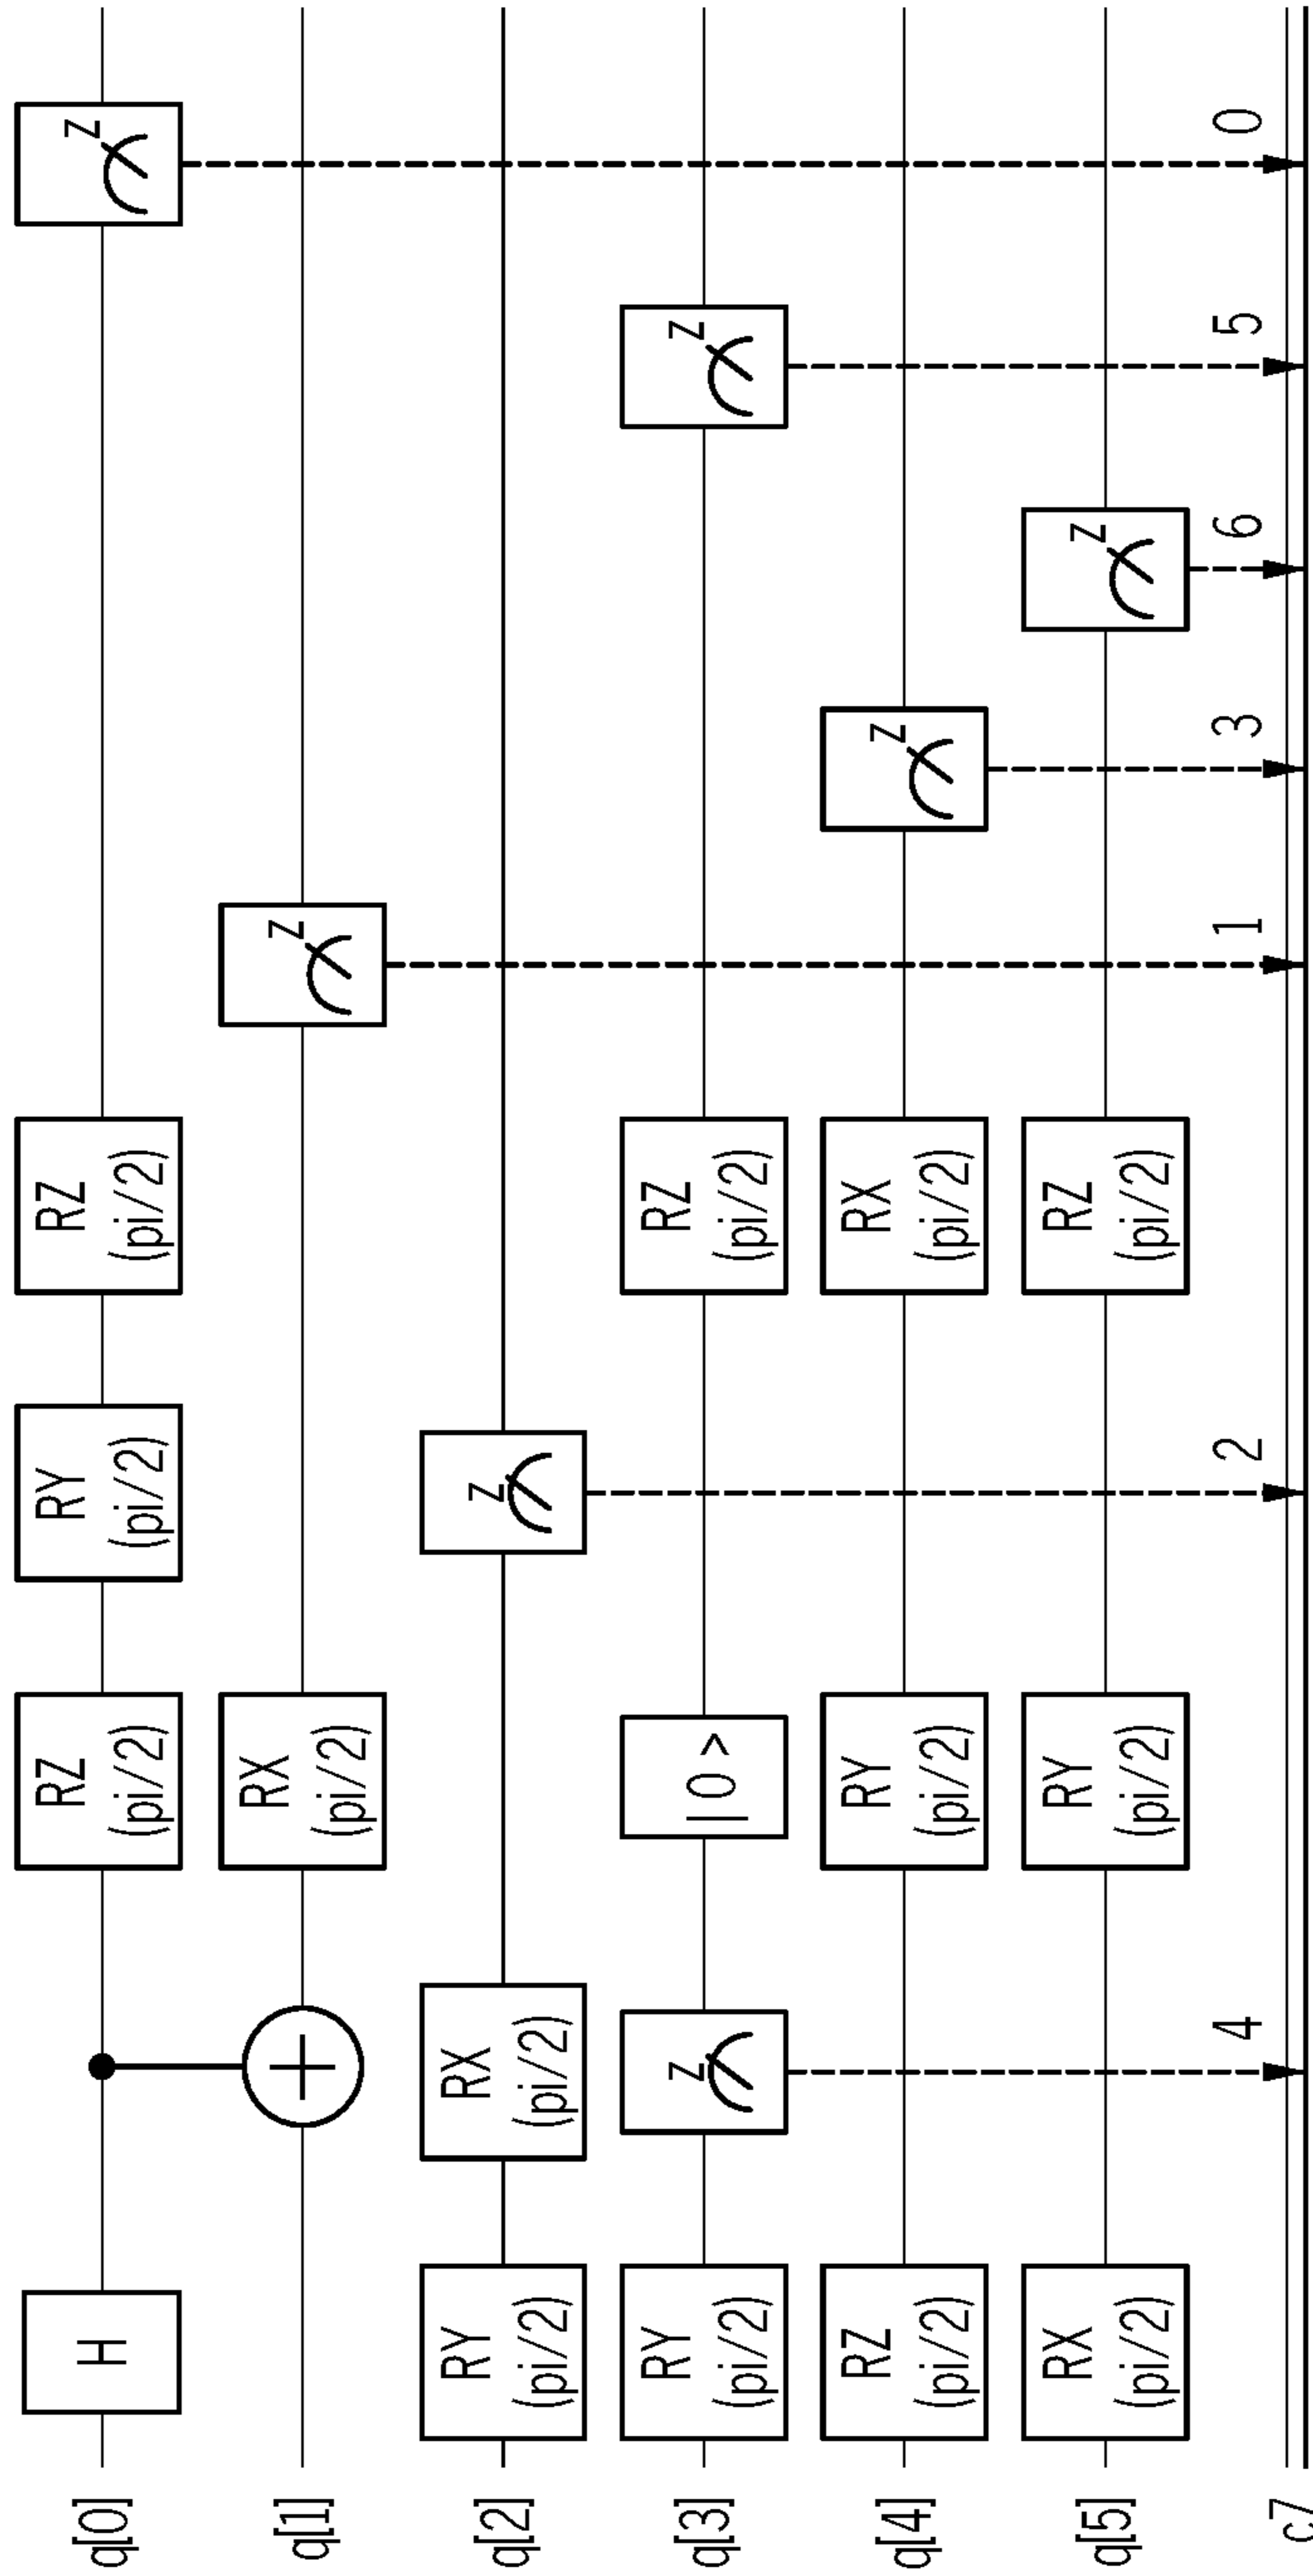 q[0]
H
RZ
(pi/2)
RY
(pi/2)
RZ
(pi/2)
Z
q[1]
RX
(pi/2)
Z
q[2]
RY
(pi/2)
RX
(pi/2)
Z
q[3]
RY
(pi/2)
Z
|0>
RZ
(pi/2)
Z
q[4]
RZ
(pi/2)
RY
(pi/2)
RX
(pi/2)
Z
q[5]
RX
(pi/2)
RY
(pi/2)
RZ
(pi/2)
Z
c7
4
2
1
3
6
5
0